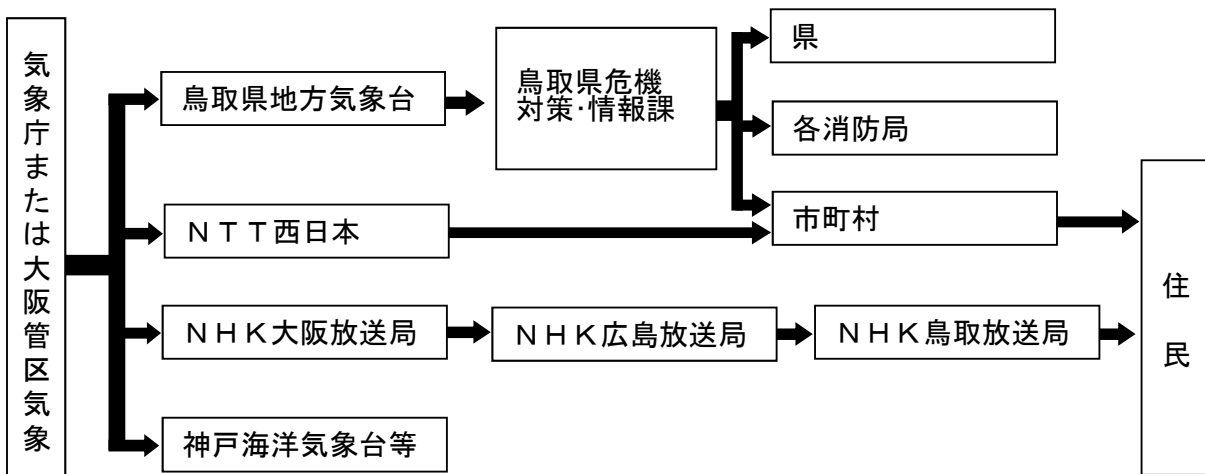 気象庁または大阪管区気象
鳥取県地方気象台
鳥取県危機
対策・情報課
県
各消防局
ＮＴＴ西日本
市町村
ＮＨＫ大阪放送局
ＮＨＫ広島放送局
ＮＨＫ鳥取放送局
神戸海洋気象台等
住民